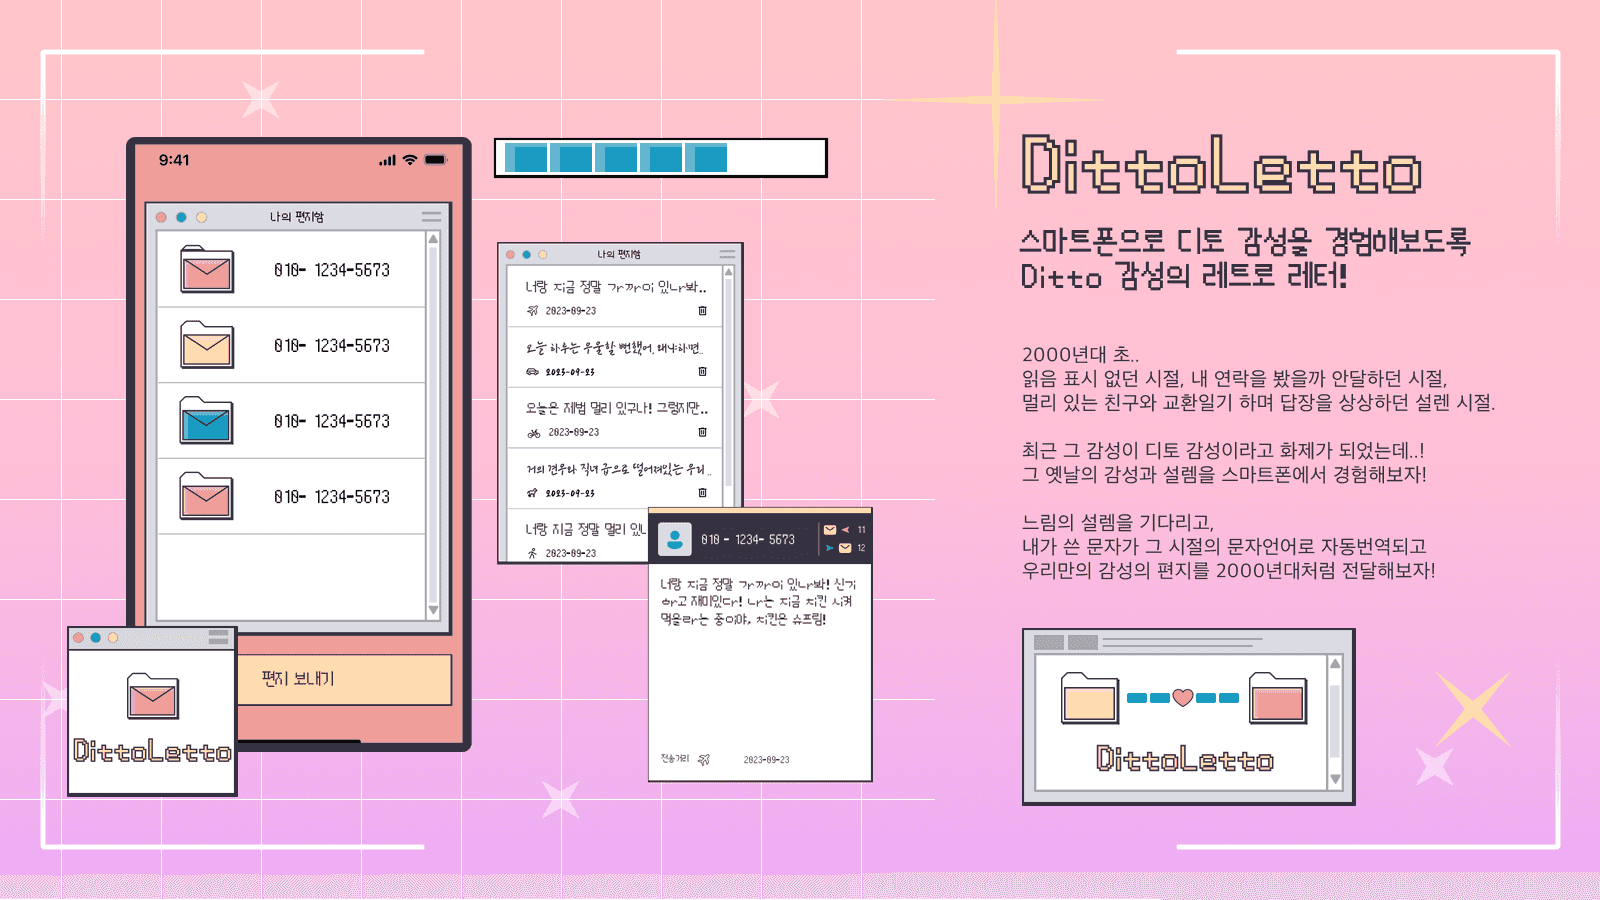 9:41
나의 편지함
010- 1234-5673
010- 1234-5673
010- 1234-5673
010- 1234-5673
편지 보내기
DittoLetto
나의 편지함
너랑 지금 정말 ㄱㅏㄲㅏ이 있ㄴㅏ봐..
2023-09-23
오늘 하루는 우울할 뻔했어, 왜냐하면..
2023-09-23
오늘은 제법 멀리 있구나! 그렇지만..
2023-09-23
거의 견우와 직녀 급으로 떨어져있는 우리..
2023-09-23
너랑 지금 정말 멀리 있
2023-09-23
010 - 1234- 5673
11
12
너랑 지금 정말 ㄱㅏㄲㅏ이 있ㄴㅏ봐! 신기
ㅎㅏ고 재미있ㄷㅏ! ㄴㅏ는 지금 치킨 시켜
먹을ㄹㅏ는 중이야. 치킨은 슈프림!
전송거리
2023-09-23
DittoLetto
스마트폰으로 디토 감성을 경험해보도록
Ditto 감성의 레트로 레터!
2000년대 초..
읽음 표시 없던 시절, 내 연락을 봤을까 안달하던 시절,
멀리 있는 친구와 교환일기 하며 답장을 상상하던 설렌 시절.
최근 그 감성이 디토 감성이라고 화제가 되었는데..!
그 옛날의 감성과 설렘을 스마트폰에서 경험해보자!
느림의 설렘을 기다리고,
내가 쓴 문자가 그 시절의 문자언어로 자동번역되고
우리만의 감성의 편지를 2000년대처럼 전달해보자!
DittoLetto